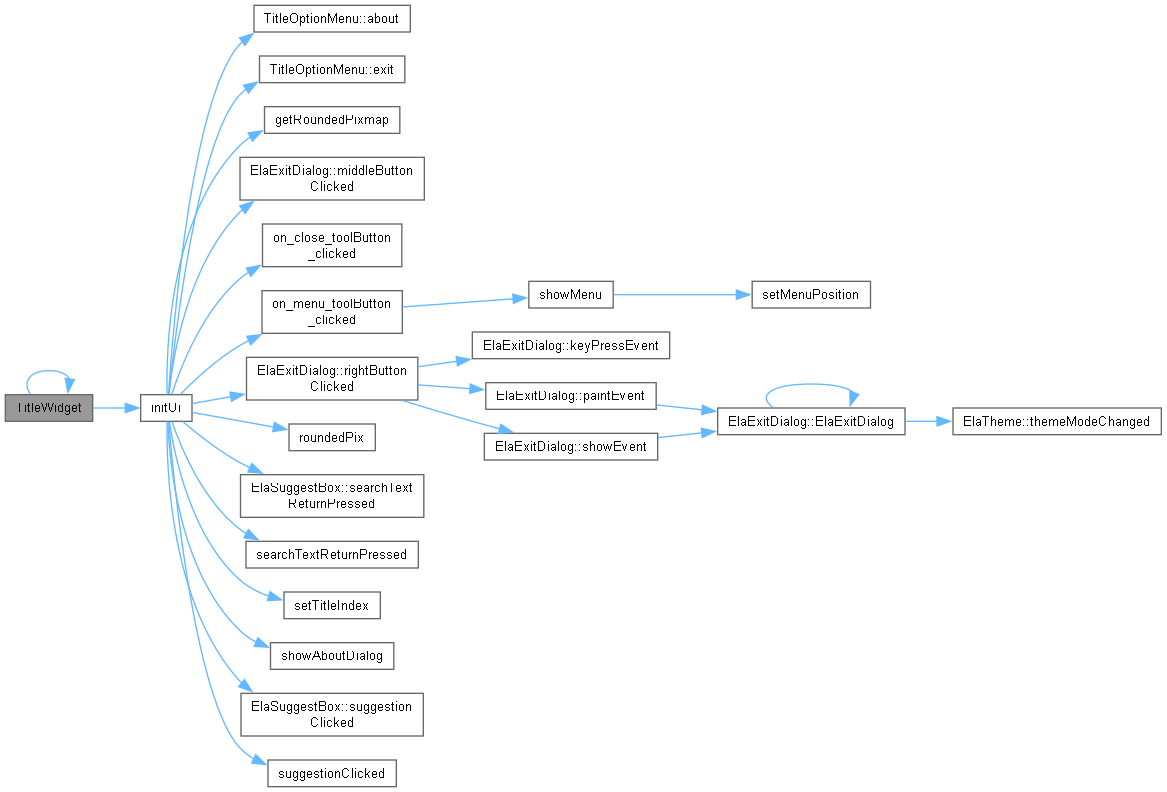 TitleOptionMenu::about
TitleOptionMenu::exit
getRoundedPixmap
ElaExitDialog::middleButton
Clicked
on_close_toolButton
_clicked
on_menu_toolButton
_clicked
showMenu
setMenuPosition
ElaExitDialog::keyPressEvent
ElaExitDialog::rightButton
Clicked
ElaExitDialog::paintEvent
TitleWidget
initUi
ElaExitDialog::ElaExitDialog
ElaTheme::themeModeChanged
roundedPix
ElaExitDialog::showEvent
ElaSuggestBox::searchText
ReturnPressed
searchTextReturnPressed
setTitleIndex
showAboutDialog
ElaSuggestBox::suggestion
Clicked
suggestionClicked